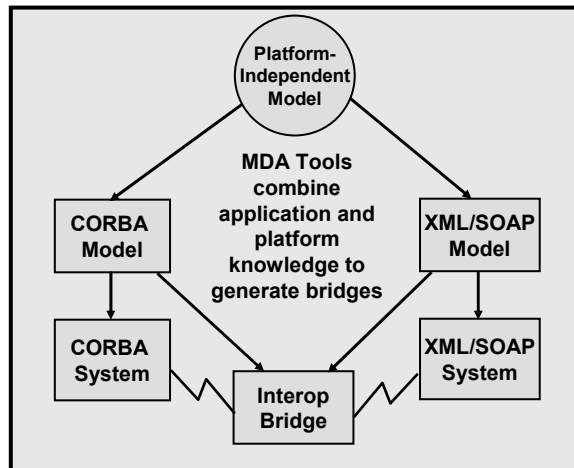 Platform-
Independent
Model
MDA Tools
combine
application and
platform
knowledge to
generate bridges
CORBA
Model
XML/SOAP
Model
CORBA
System
XML/SOAP
System
Interop
Bridge